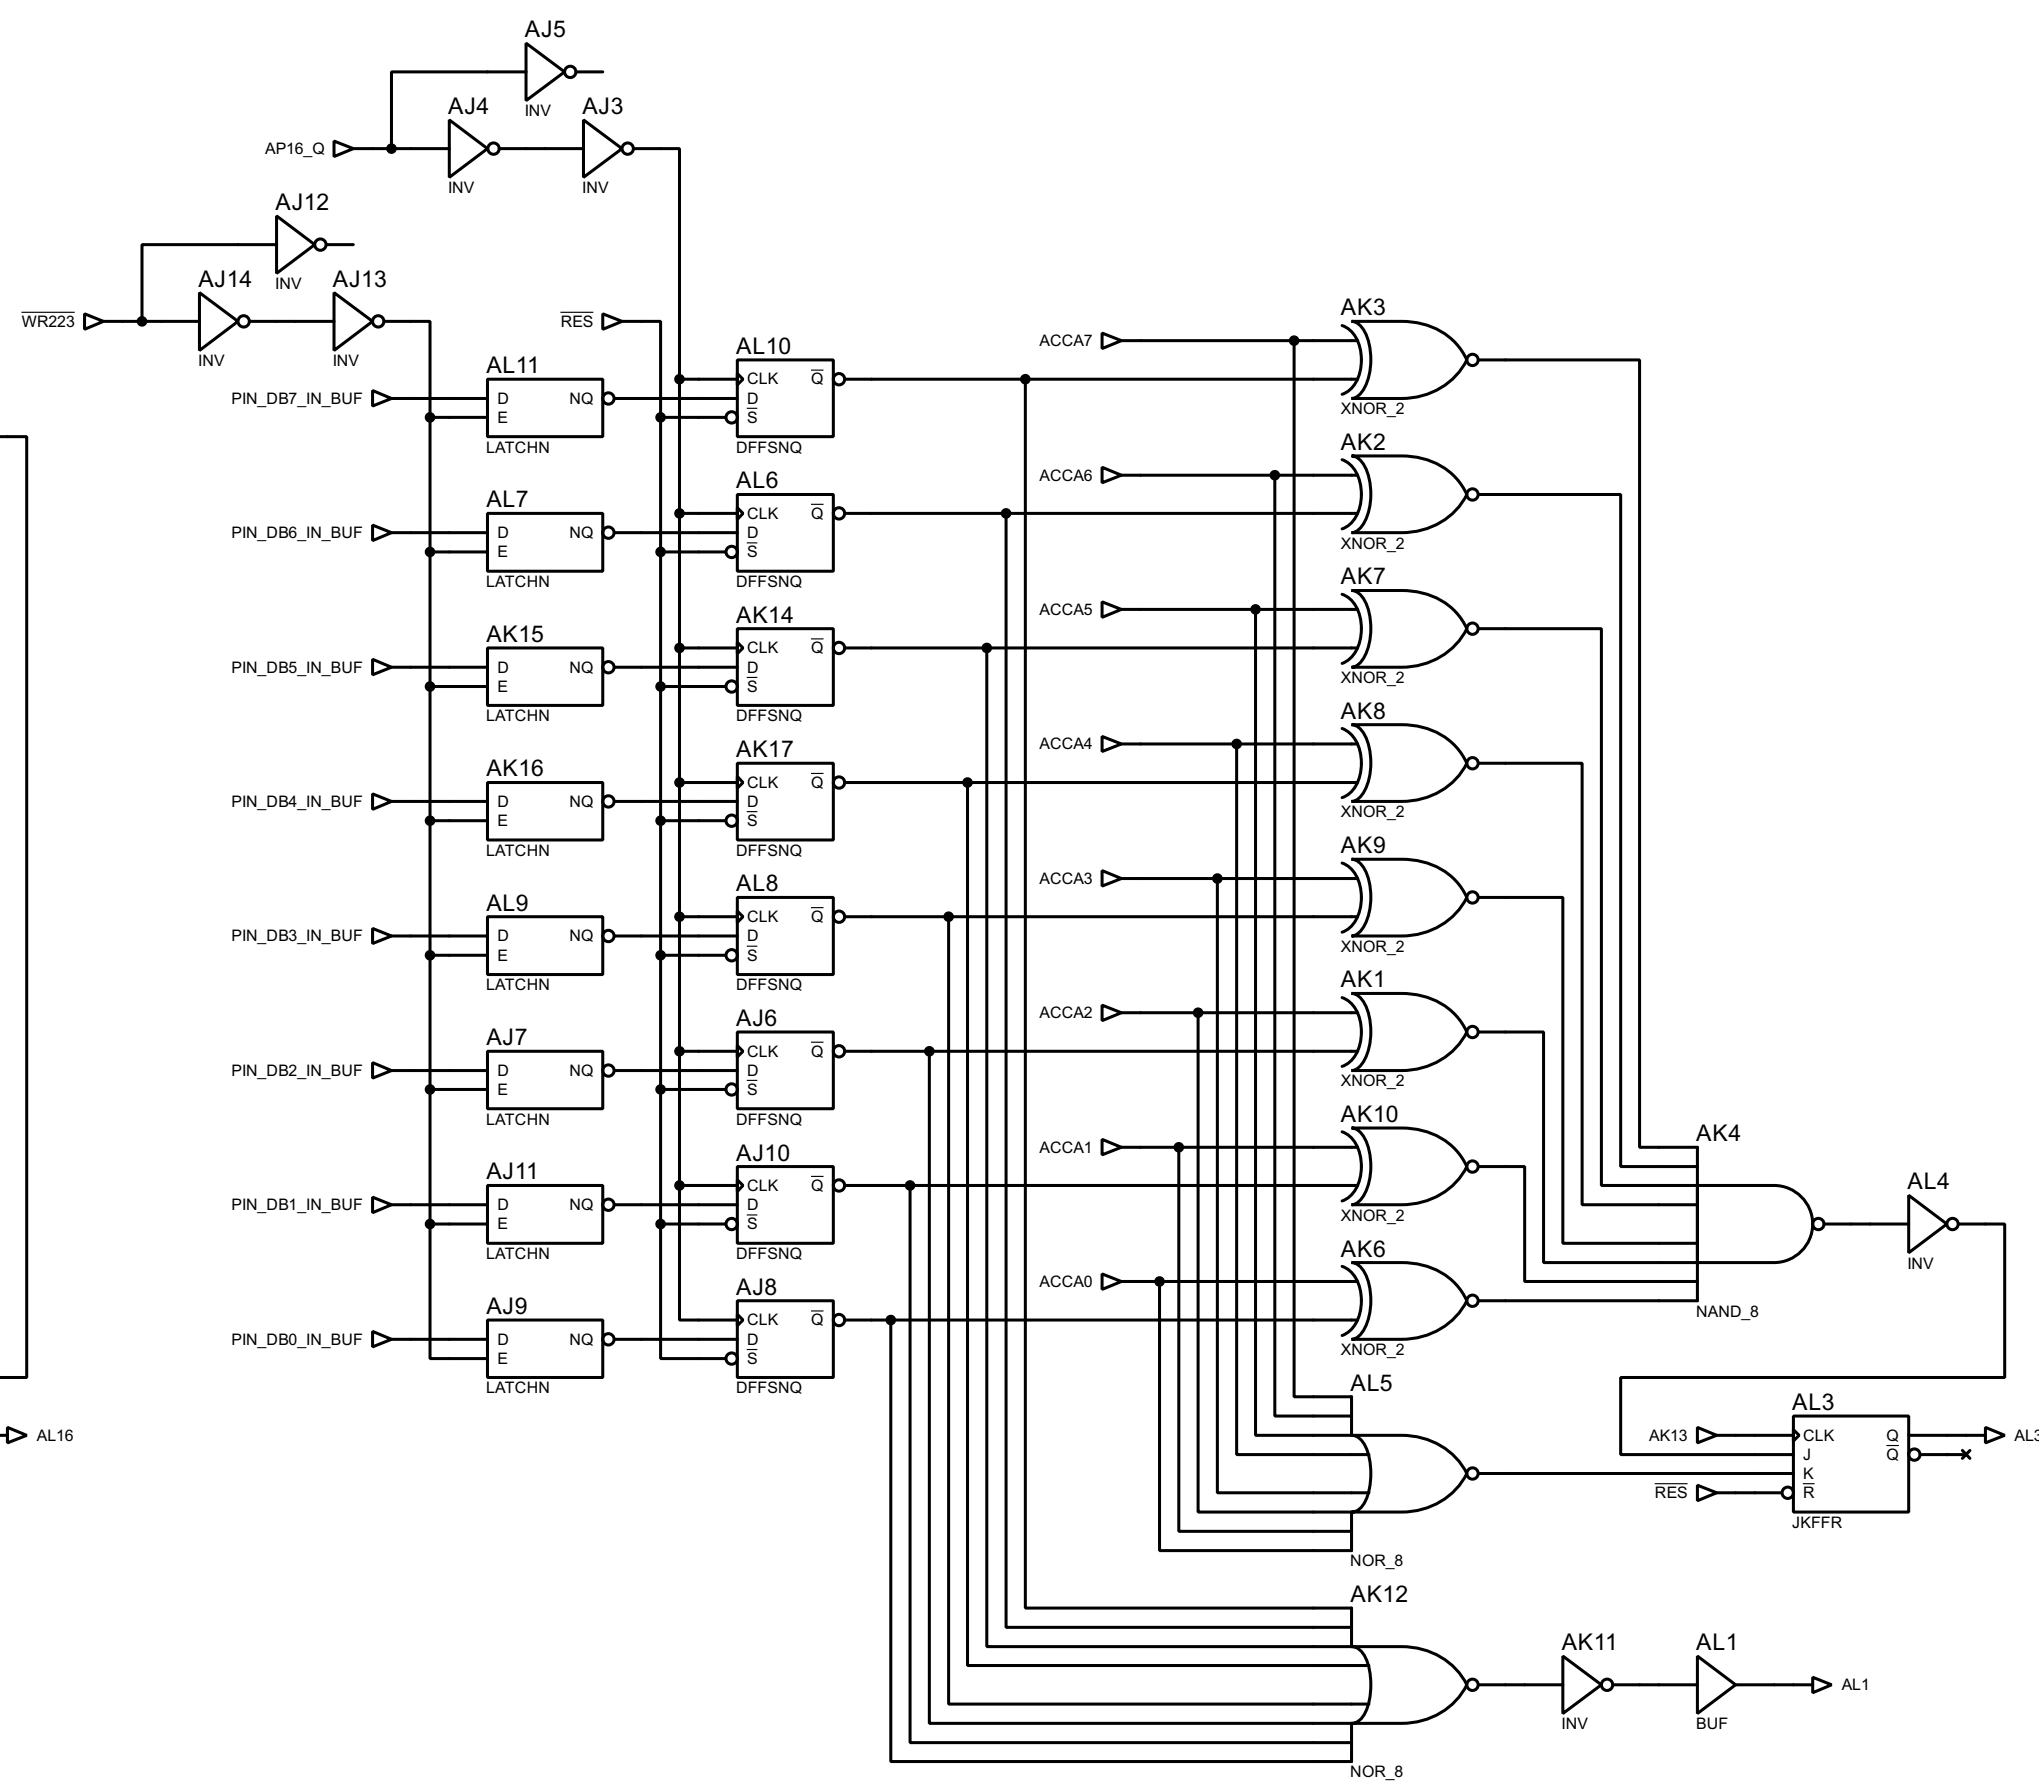 AJ5
INV
AJ4
AJ3
AP16_Q
INV
INV
AJ12
INV
AJ14
AJ13
WR223
INV
INV
RES
AL11
PIN_DB7_IN_BUF
D
NQ
E
LATCHN
AL10
CLK
Q
D
S
DFFSNQ
ACCA7
AK3
XNOR_2
AL7
PIN_DB6_IN_BUF
D
NQ
E
LATCHN
AL6
CLK
Q
D
S
DFFSNQ
ACCA6
AK2
XNOR_2
AK15
PIN_DB5_IN_BUF
D
NQ
E
LATCHN
AK14
CLK
Q
D
S
DFFSNQ
ACCA5
AK7
XNOR_2
AK16
PIN_DB4_IN_BUF
D
NQ
E
LATCHN
AK17
CLK
Q
D
S
DFFSNQ
ACCA4
AK8
XNOR_2
AL9
PIN_DB3_IN_BUF
D
NQ
E
LATCHN
AL8
CLK
Q
D
S
DFFSNQ
ACCA3
AK9
XNOR_2
AJ7
PIN_DB2_IN_BUF
D
NQ
E
LATCHN
AJ6
CLK
Q
D
S
DFFSNQ
ACCA2
AK1
XNOR_2
AJ11
PIN_DB1_IN_BUF
D
NQ
E
LATCHN
AJ10
CLK
Q
D
S
DFFSNQ
ACCA1
AK10
XNOR_2
AJ9
PIN_DB0_IN_BUF
D
NQ
E
LATCHN
AJ8
CLK
Q
D
S
DFFSNQ
ACCA0
AK6
XNOR_2
AK4
NAND_8
AL4
INV
AL16
AL5
NOR_8
AL3
AK13
CLK
Q
J
Q
K
RES
R
JKFFR
AL3
AK12
NOR_8
AK11
INV
AL1
BUF
AL1